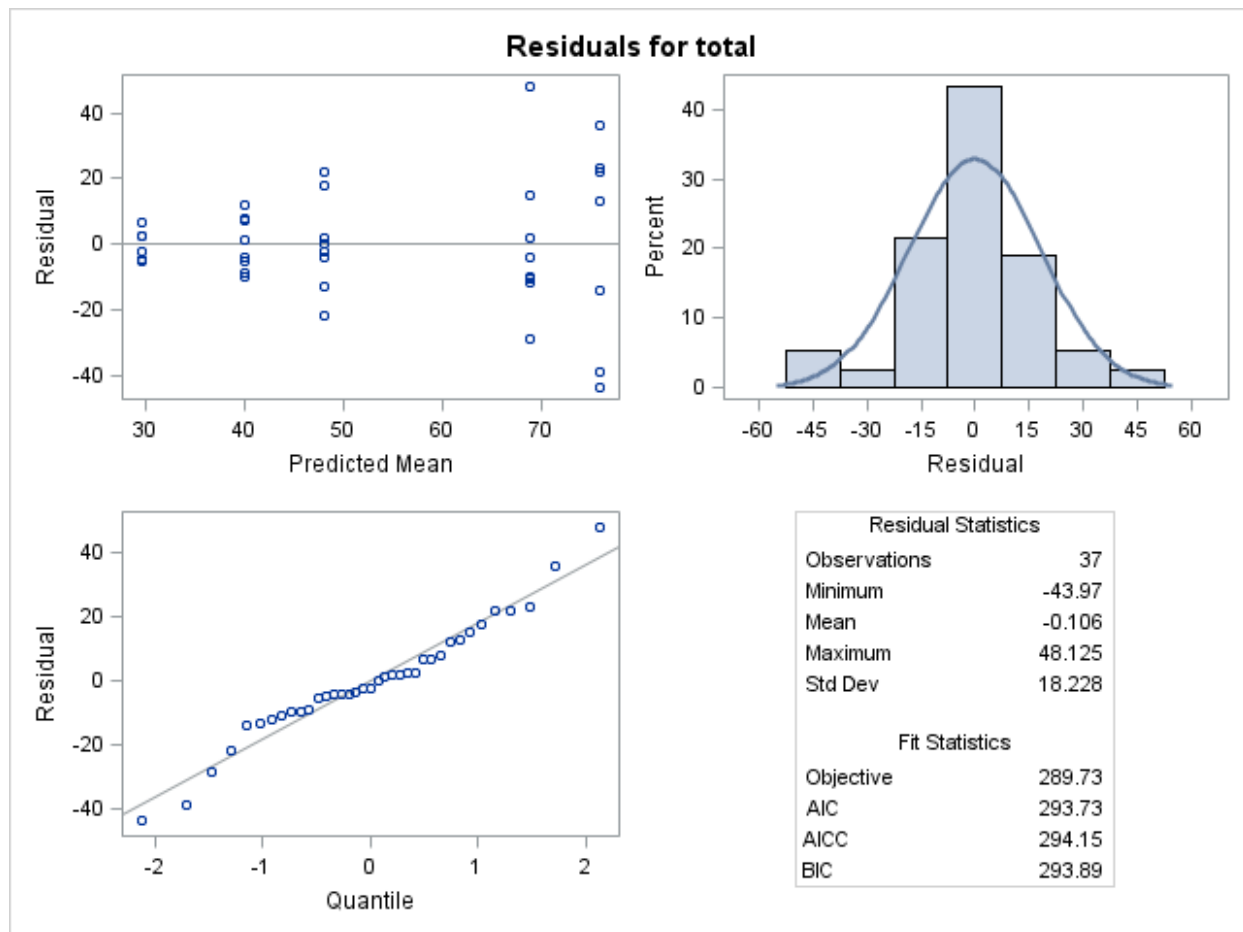 Residuals for total
40
20
0
-20
-40
Residual
30 40 50 60 70
Predicted Mean
40
30
20
10
0
Percent
-60 -45 -30 -15 0 15 30 45 60
Residual
40
20
0
-20
-40
Residual
-2 -1 0 1 2
Quantile
Residual Statistics
Observations 37
Minimum -43.97
Mean -0.106
Maximum 48.125
Std Dev 18.228
Fit Statistics
Objective 289.73
AIC 293.73
AICC 294.15
BIC 293.89